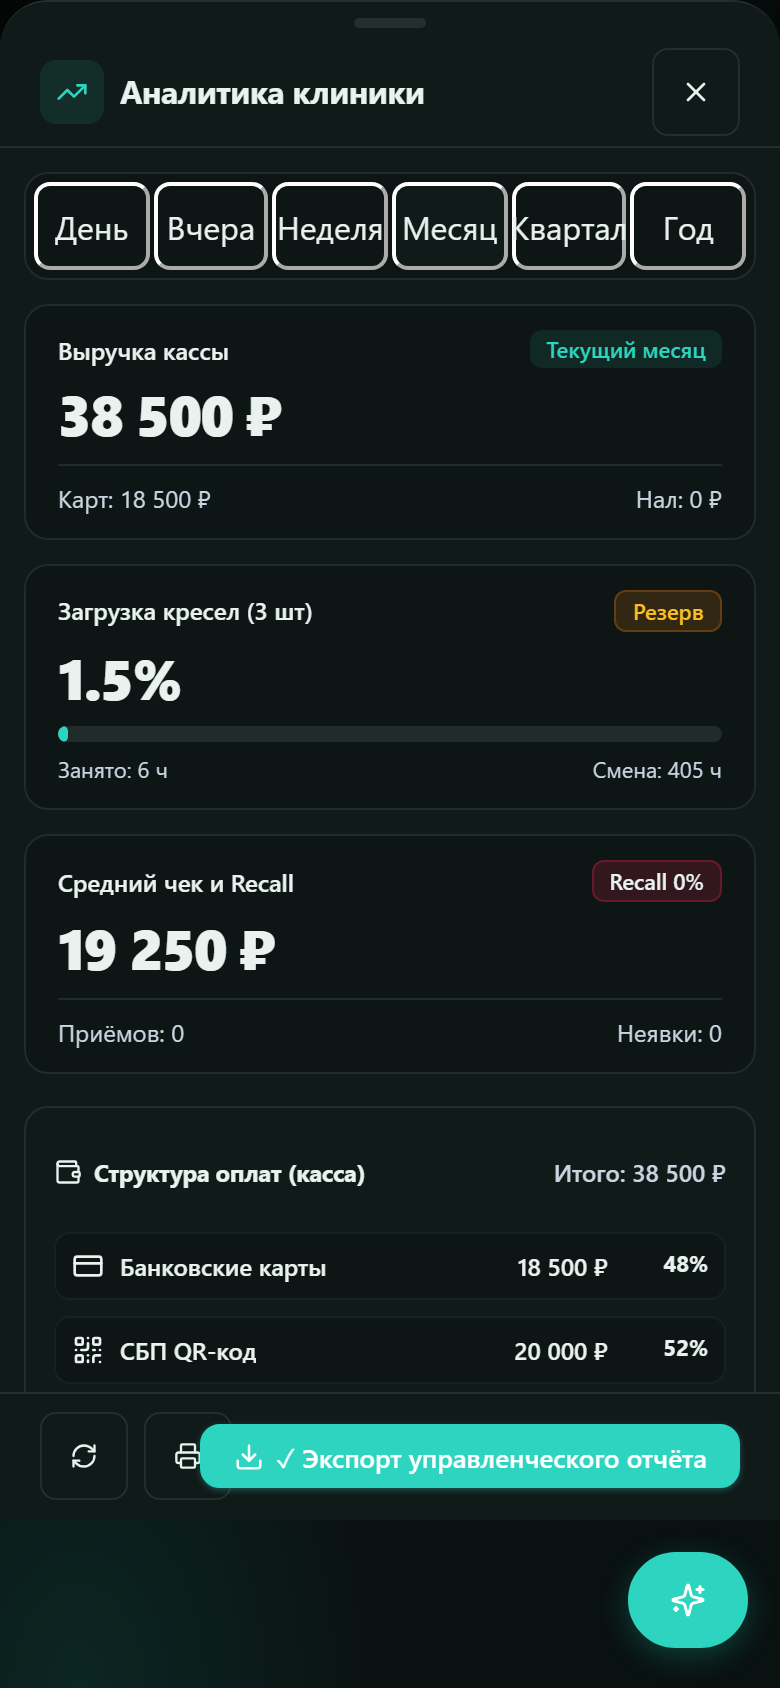 Аналитика клиники
День Вчера Неделя Месяц Квартал Год
Выручка кассы Текущий месяц
38 500 ₽
Карт: 18 500 ₽ Нал: 0 ₽
Загрузка кресел (3 шт) Резерв
1.5%
Занято: 6 ч Смена: 405 ч
Средний чек и Recall Recall 0%
19 250 ₽
Приёмов: 0 Неявки: 0
Структура оплат (касса) Итого: 38 500 ₽
Банковские карты 18 500 ₽ 48%
СБП QR-код 20 000 ₽ 52%
✓ Экспорт управленческого отчёта